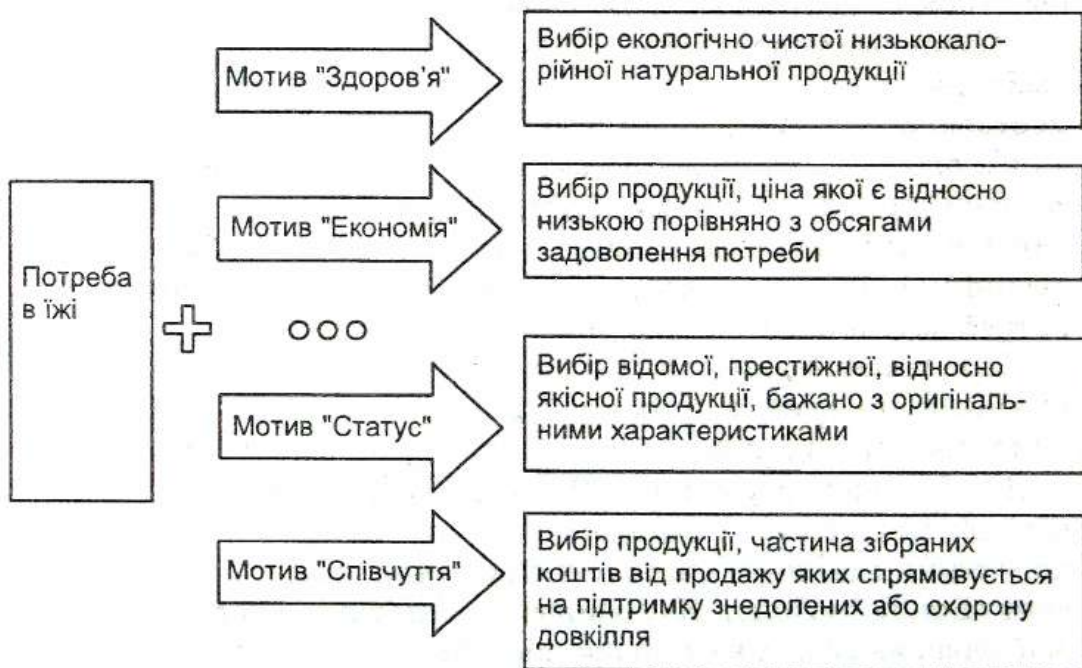 Мотив "Здоров’я"
Вибір екологічно чистої низькокало-
рійної натуральної продукції
Потреба
в їжі
Мотив "Економія"
Вибір продукції, ціна якої є відносно
низькою порівняно з обсягами
задоволення потреби
Мотив "Статус"
Вибір відомої, престижної, відносно
якісної продукції, бажано з оригіналь-
ними характеристиками
Мотив "Співчуття"
Вибір продукції, частина зібраних
коштів від продажу яких спрямовується
на підтримку знедолених або охорону
довкілля